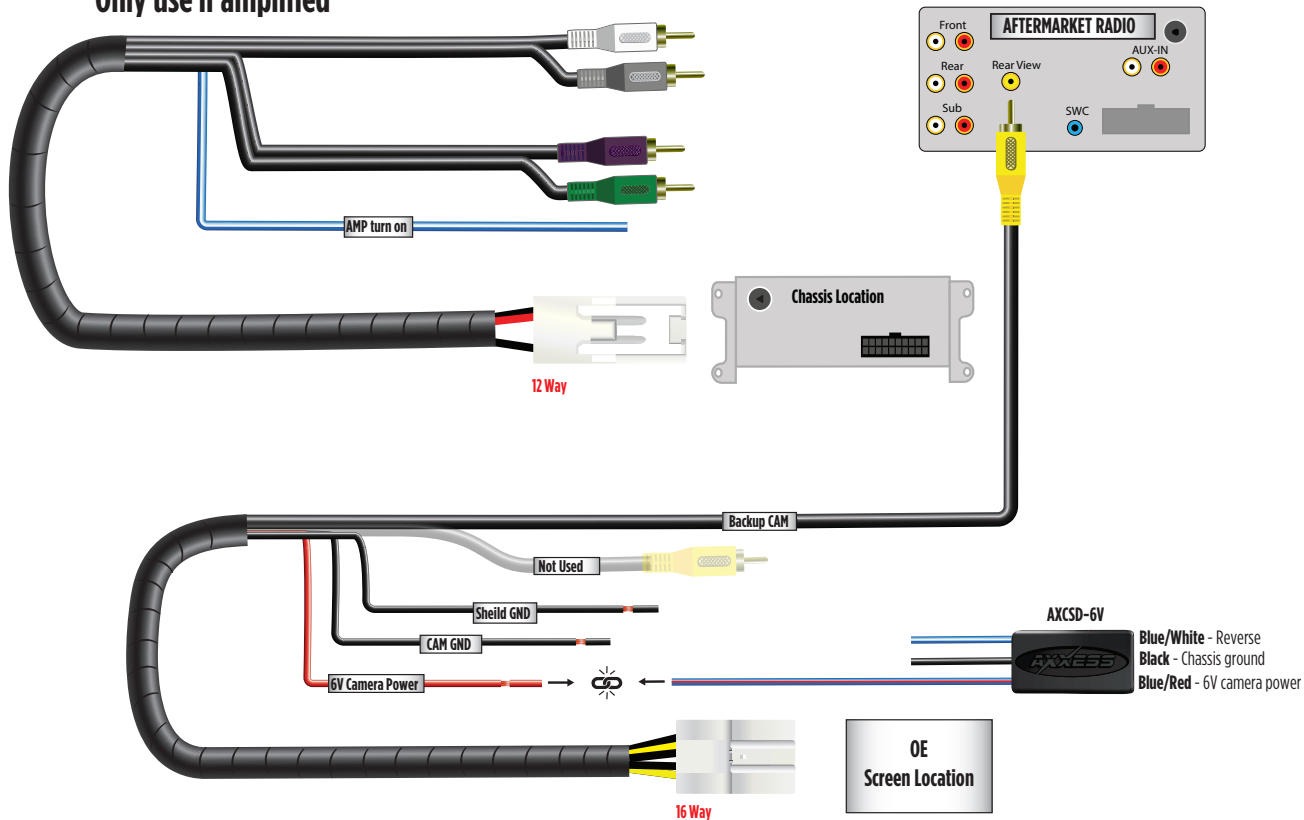 Only use if amplified
AFTERMARKET RADIO
Front
Rear
Sub
Rear View
AUX-IN
SWC
AMP turn on
12 Way
Chassis Location
Backup CAM
Not Used
Sheild GND
CAM GND
6V Camera Power
AXCSD-6V
AXXESS
Blue/White - Reverse
Black - Chassis ground
Blue/Red - 6V camera power
16 Way
OE
Screen Location